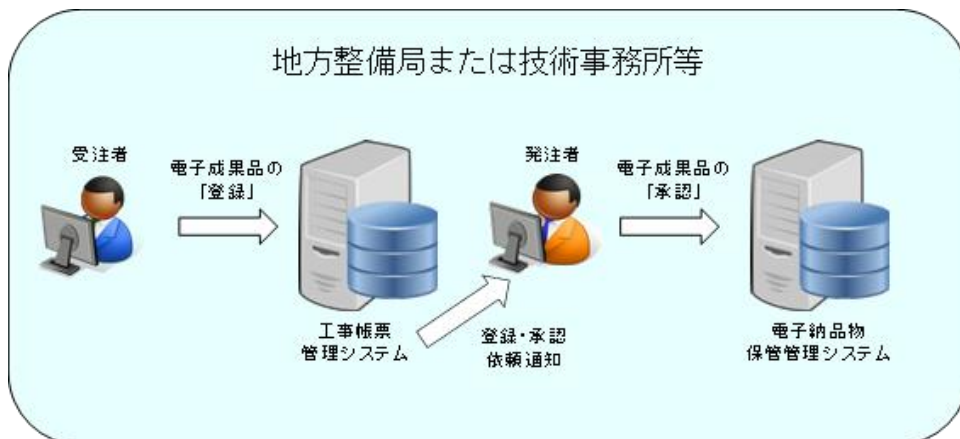 地方整備局または技術事務所等
受注者
電子成果品の
「登録」
工事帳票
管理システム
登録・承認
依頼通知
発注者
電子成果品の
「承認」
電子納品物
保管管理システム